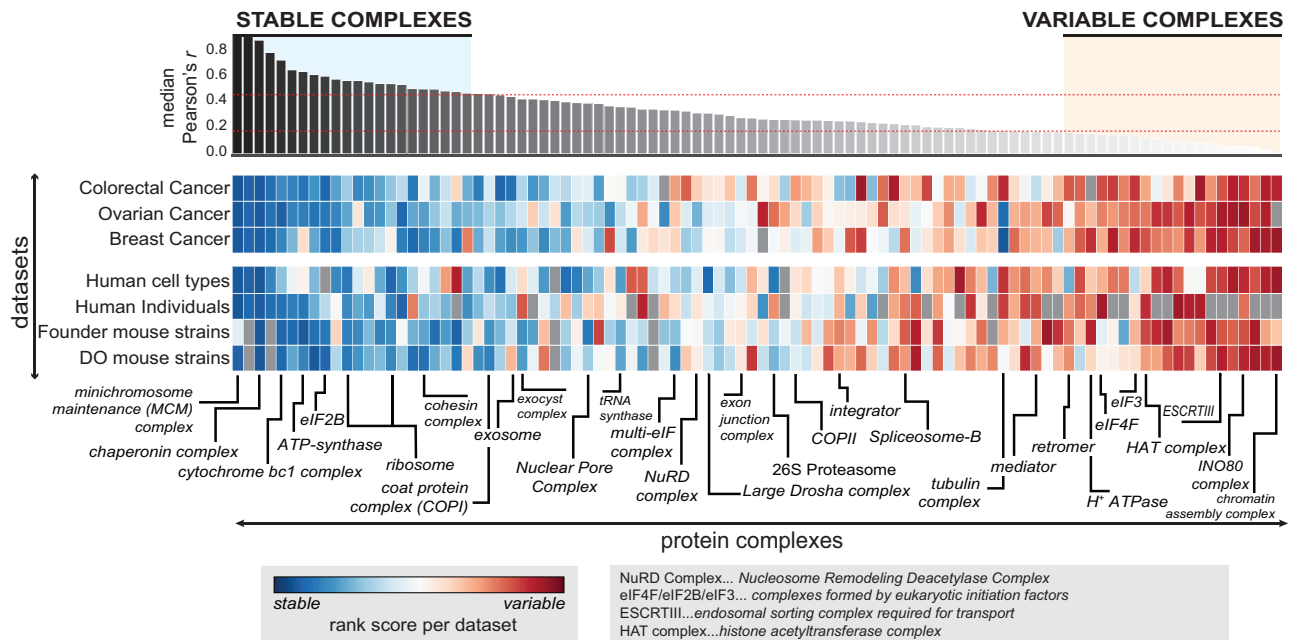 STABLE COMPLEXES
VARIABLE COMPLEXES
median
Pearson's r
0.8
0.6
0.4
0.2
0.0
datasets
Colorectal Cancer
Ovarian Cancer
Breast Cancer
Human cell types
Human Individuals
Founder mouse strains
DO mouse strains
minichromosome
maintenance (MCM)
complex
chaperonin complex
cytochrome bc1 complex
ATP-synthase
eIF2B
ribosome
coat protein
complex (COPI)
cohesin
complex
exosome
exocyst
complex
Nuclear Pore
Complex
tRNA
synthase
multi-eIF
complex
NuRD
complex
Large Drosha complex
exon
junction
complex
26S Proteasome
COPII
integrator
Spliceosome-B
tubulin
complex
mediator
retromer
H+ ATPase
eIF4F
eIF3
HAT complex
ESCRTIII
INO80
complex
chromatin
assembly complex
protein complexes
stable
variable
rank score per dataset
NuRD Complex... Nucleosome Remodeling Deacetylase Complex
eIF4F/eIF2B/eIF3... complexes formed by eukaryotic initiation factors
ESCRTIII...endosomal sorting complex required for transport
HAT complex...histone acetyltransferase complex